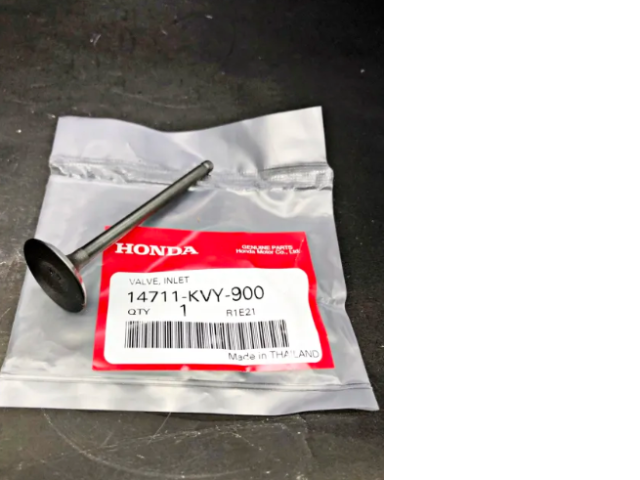 HONDA
GENUINE PARTS
Honda Motor Co., Ltd.
VALVE, INLET
14711-KVY-900
QTY 1 R1E21
Made in THAILAND